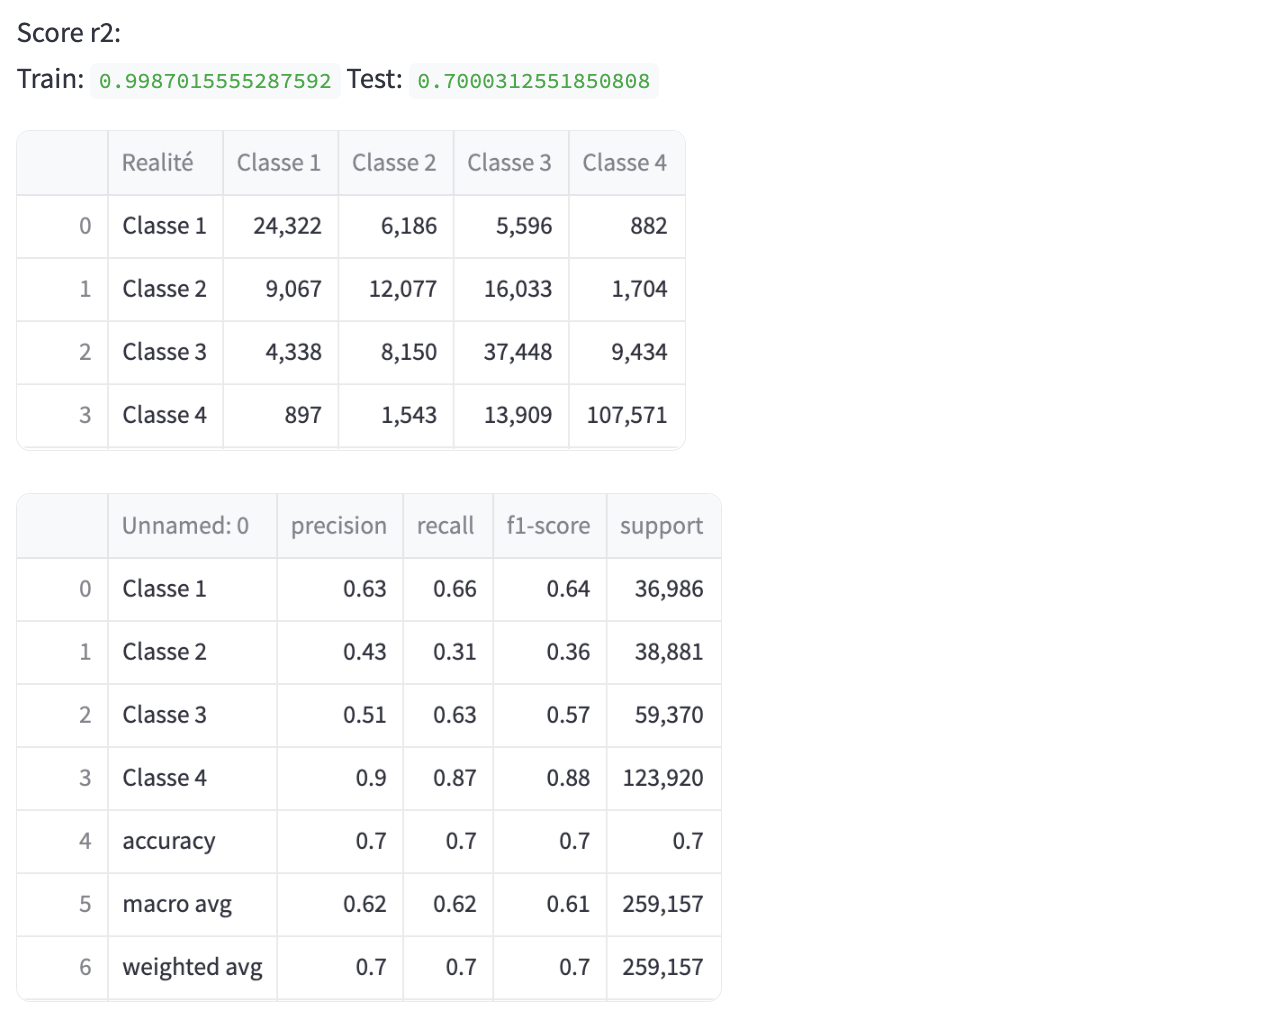 Score r2:
Train: 0.9987015555287592 Test: 0.7000312551850808
Realité Classe 1 Classe 2 Classe 3 Classe 4
0 Classe 1 24,322 6,186 5,596 882
1 Classe 2 9,067 12,077 16,033 1,704
2 Classe 3 4,338 8,150 37,448 9,434
3 Classe 4 897 1,543 13,909 107,571
Unnamed: 0 precision recall f1-score support
0 Classe 1 0.63 0.66 0.64 36,986
1 Classe 2 0.43 0.31 0.36 38,881
2 Classe 3 0.51 0.63 0.57 59,370
3 Classe 4 0.9 0.87 0.88 123,920
4 accuracy 0.7 0.7 0.7 0.7
5 macro avg 0.62 0.62 0.61 259,157
6 weighted avg 0.7 0.7 0.7 259,157